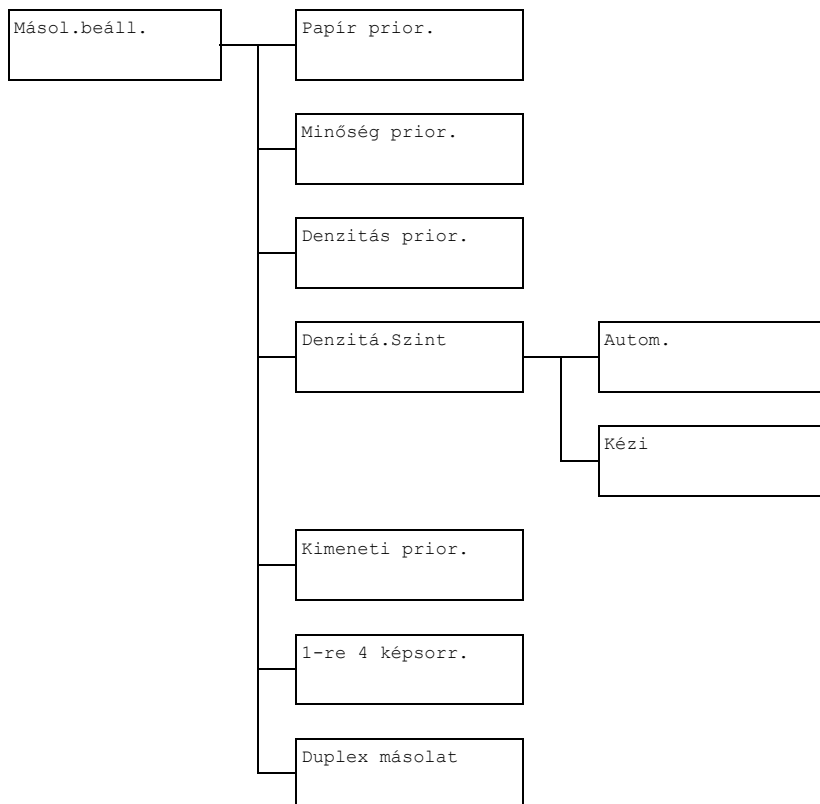 Másol.beáll.
Papír prior.
Minőség prior.
Denzitás prior.
Denzitá.Szint
Autom.
Kézi
Kimeneti prior.
1-re 4 képsorr.
Duplex másolat